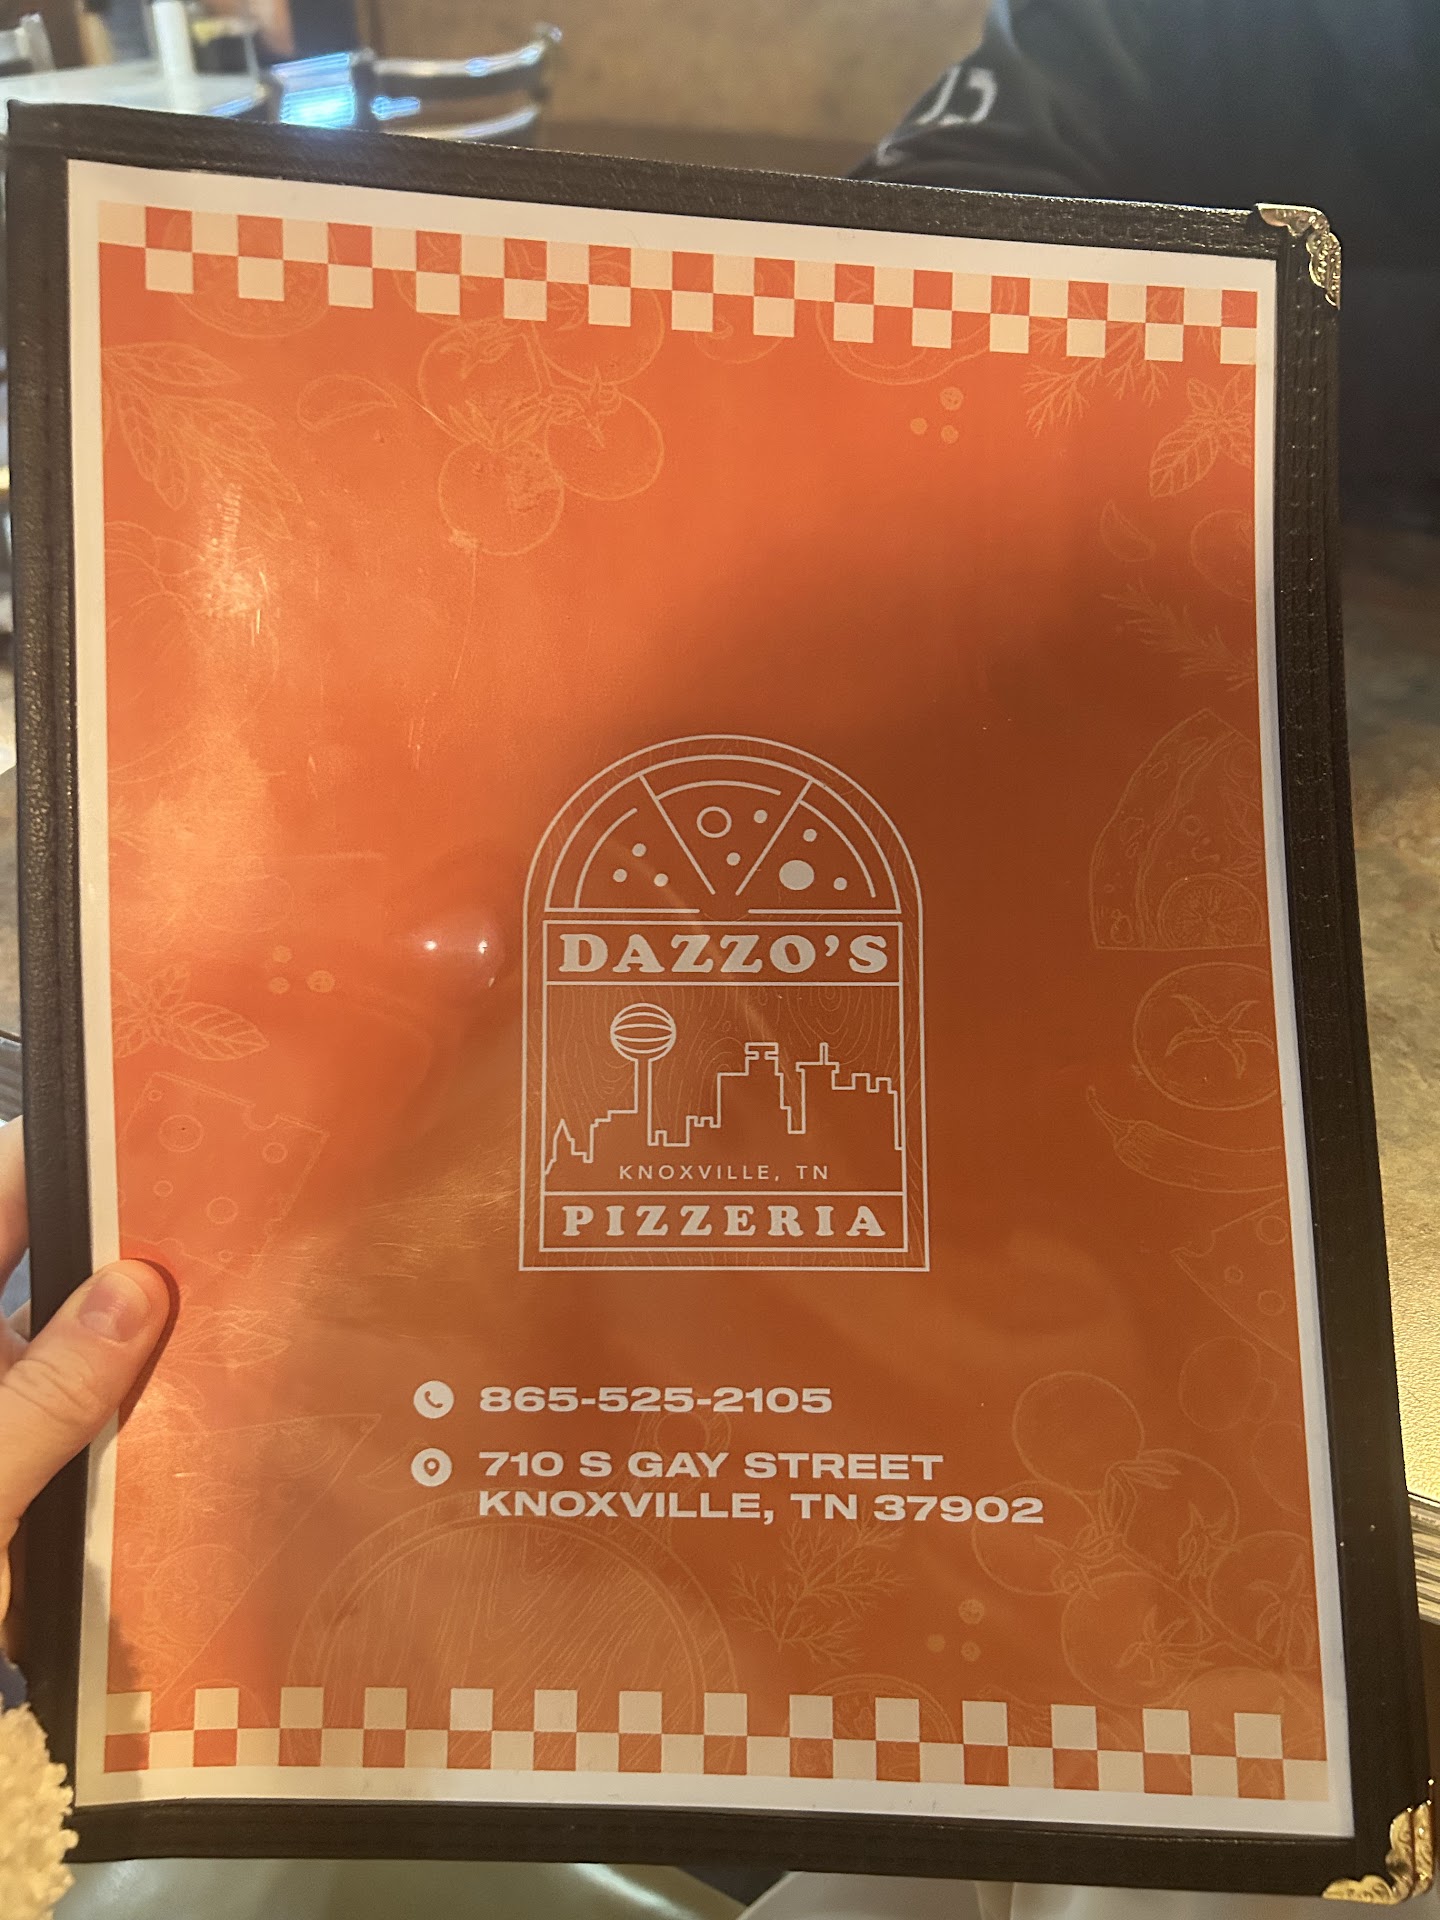 DAZZO'S
KNOXVILLE, TN
PIZZERIA
865-525-2105
710 S GAY STREET
KNOXVILLE, TN 37902